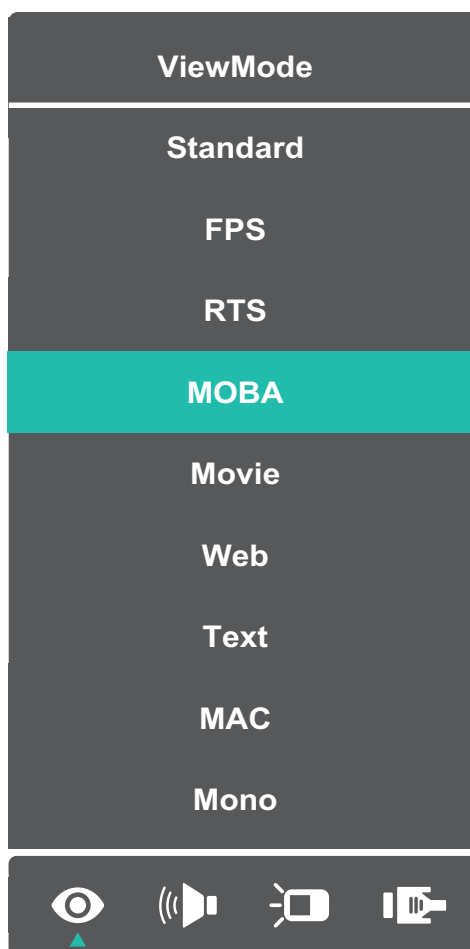 ViewMode
Standard
FPS
RTS
MOBA
Movie
Web
Text
MAC
Mono